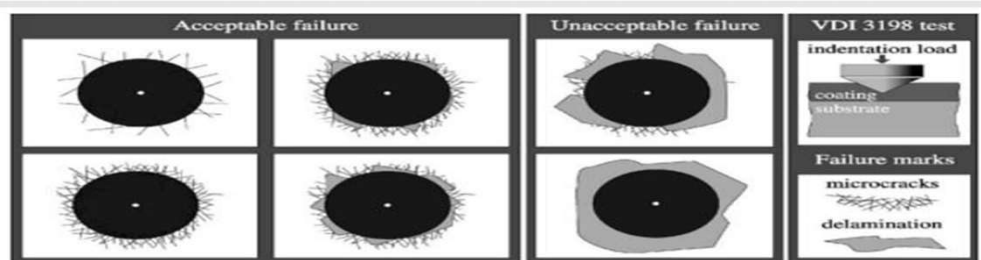 Acceptable failure
Unacceptable failure
VDI 3198 test
indentation load
coating
substrate
Failure marks
microcracks
delamination